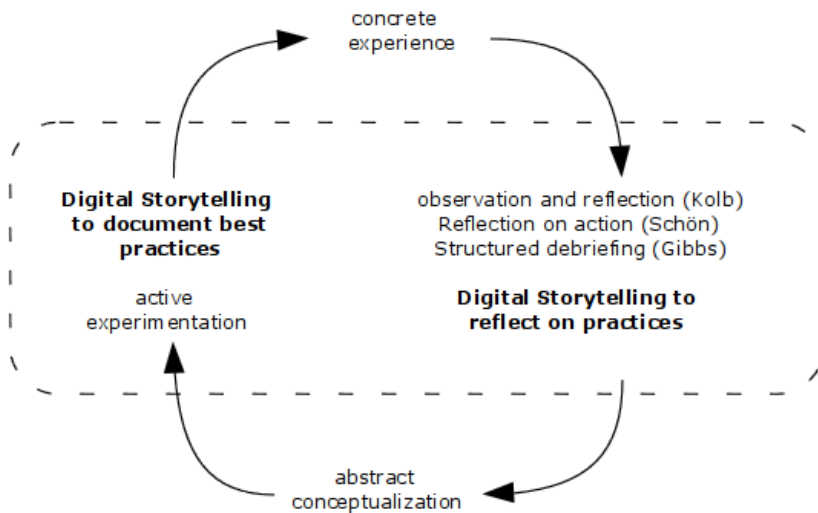 concrete
experience
Digital Storytelling
to document best
practices
active
experimentation
observation and reflection (Kolb)
Reflection on action (Schön)
Structured debriefing (Gibbs)
Digital Storytelling to
reflect on practices
abstract
conceptualization